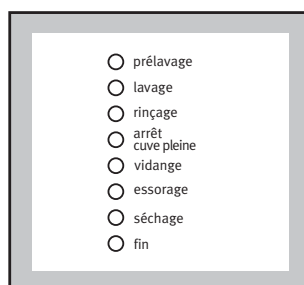 prélavage
lavage
rinçage
arrêt
cuve pleine
vidange
essorage
séchage
fin